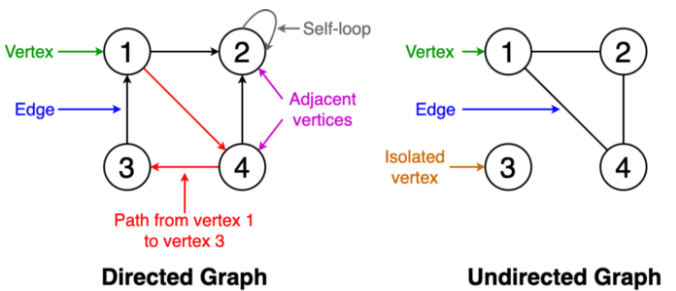 Vertex
1
2
Self-loop
Edge
Adjacent
vertices
3
4
Path from vertex 1
to vertex 3
Directed Graph
Vertex
1
2
Edge
Isolated
vertex
3
4
Undirected Graph